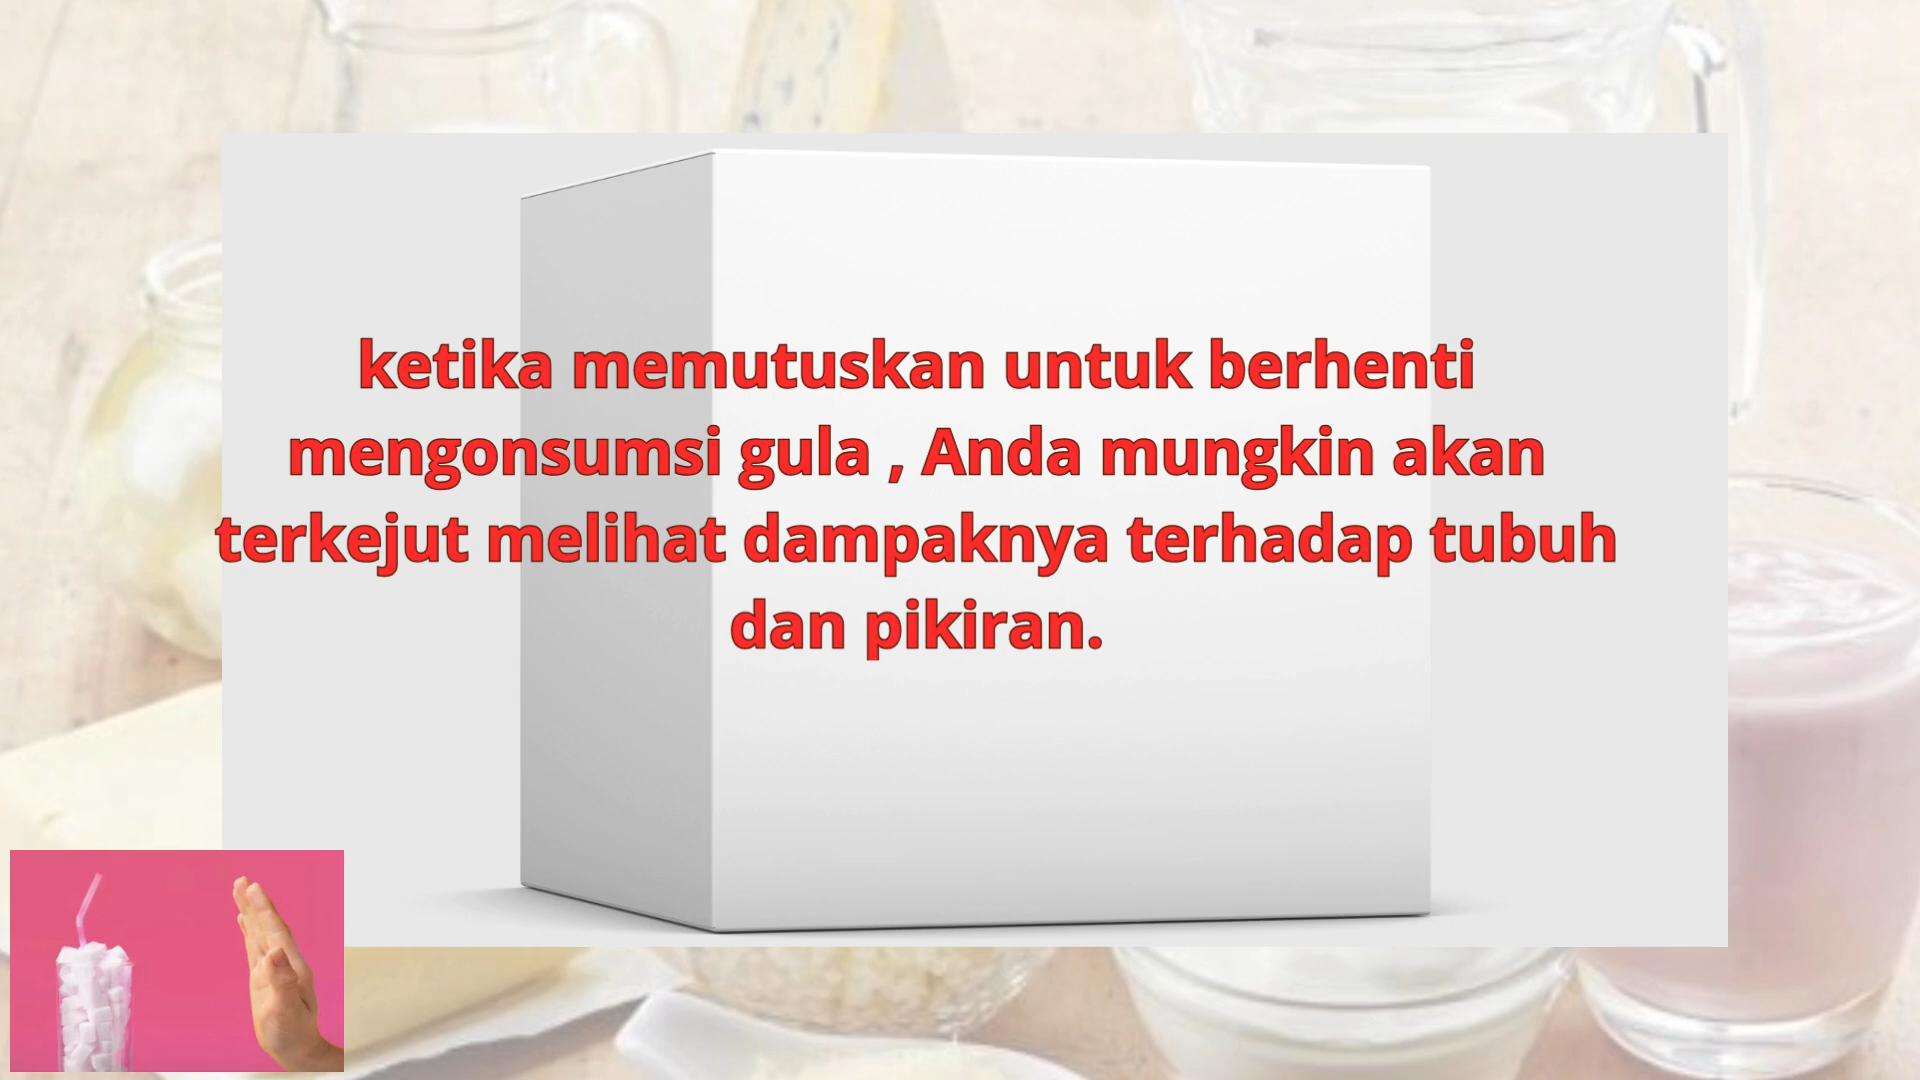 ketika memutuskan untuk berhenti
mengonsumsi gula , Anda mungkin akan
terkejut melihat dampaknya terhadap tubuh
dan pikiran.